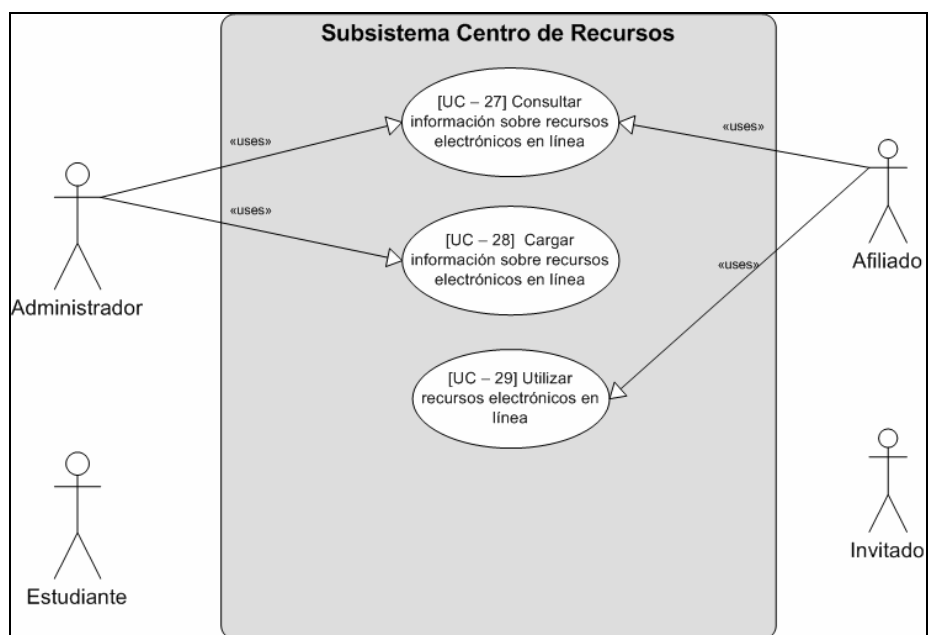 Subsistema Centro de Recursos
[UC – 27] Consultar
información sobre recursos
electrónicos en línea
«uses»
«uses»
Administrador
Afiliado
«uses»
[UC – 28] Cargar
información sobre recursos
electrónicos en línea
«uses»
[UC – 29] Utilizar
recursos electrónicos en
línea
Estudiante
Invitado